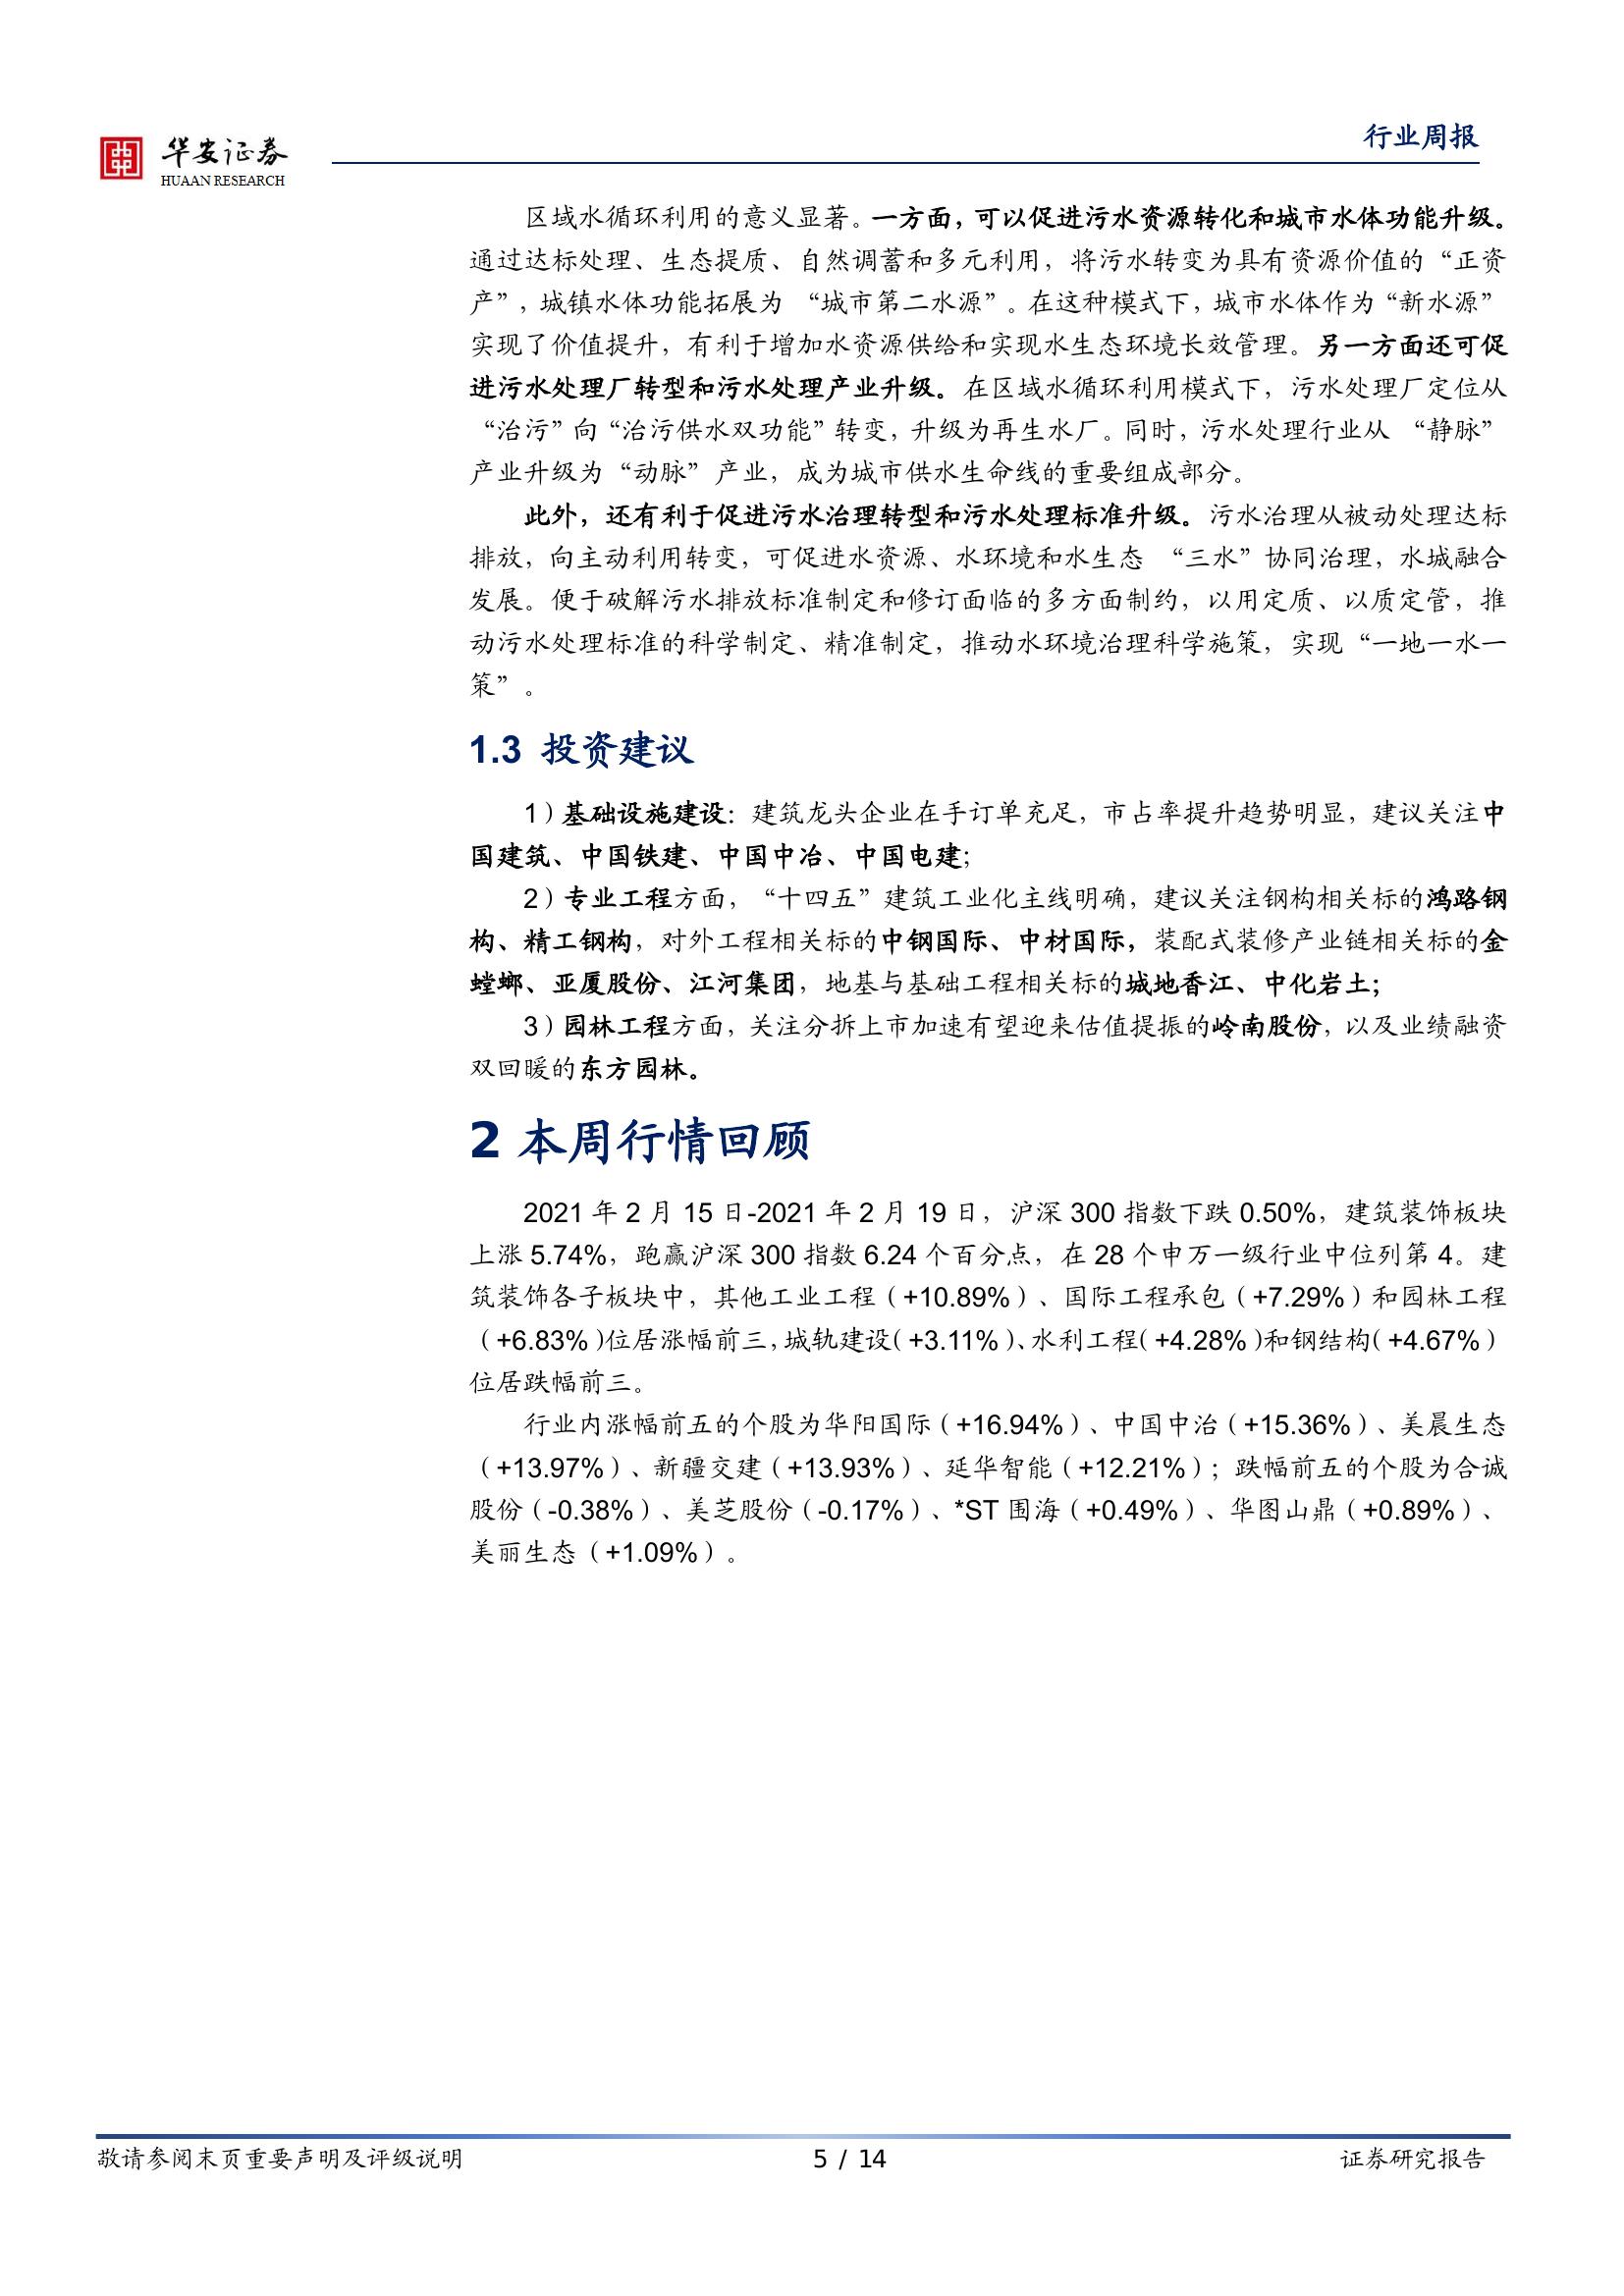 华安证券
HUAAN RESEARCH
行业周报
区域水循环利用的意义显著。一方面，可以促进污水资源转化和城市水体功能升级。
通过达标处理、生态提质、自然调蓄和多元利用，将污水转变为具有资源价值的“正资
产”，城镇水体功能拓展为 “城市第二水源”。在这种模式下，城市水体作为“新水源”
实现了价值提升，有利于增加水资源供给和实现水生态环境长效管理。另一方面还可促
进污水处理厂转型和污水处理产业升级。在区域水循环利用模式下，污水处理厂定位从
“治污”向“治污供水双功能”转变，升级为再生水厂。同时，污水处理行业从 “静脉”
产业升级为“动脉” 产业，成为城市供水生命线的重要组成部分。
此外，还有利于促进污水治理转型和污水处理标准升级。污水治理从被动处理达标
排放，向主动利用转变，可促进水资源、水环境和水生态 “三水”协同治理，水城融合
发展。便于破解污水排放标准制定和修订面临的多方面制约，以用定质、以质定管，推
动污水处理标准的科学制定、精准制定，推动水环境治理科学施策，实现“一地一水一
策”。
1.3 投资建议
1）基础设施建设：建筑龙头企业在手订单充足，市占率提升趋势明显，建议关注中
国建筑、中国铁建、中国中冶、中国电建；
2）专业工程方面，“十四五”建筑工业化主线明确，建议关注钢构相关标的鸿路钢
构、精工钢构，对外工程相关标的中钢国际、中材国际，装配式装修产业链相关标的金
螳螂、亚厦股份、江河集团，地基与基础工程相关标的城地香江、中化岩土；
3）园林工程方面，关注分拆上市加速有望迎来估值提振的岭南股份，以及业绩融资
双回暖的东方园林。
2 本周行情回顾
2021 年 2 月 15 日-2021 年 2 月 19 日，沪深 300 指数下跌 0.50%，建筑装饰板块
上涨 5.74%，跑赢沪深 300 指数 6.24 个百分点，在 28 个申万一级行业中位列第 4。建
筑装饰各子板块中，其他工业工程（+10.89%）、国际工程承包（+7.29%）和园林工程
（+6.83%）位居涨幅前三，城轨建设（+3.11%）、水利工程（+4.28%）和钢结构（+4.67%）
位居跌幅前三。
行业内涨幅前五的个股为华阳国际（+16.94%）、中国中冶（+15.36%）、美晨生态
（+13.97%）、新疆交建（+13.93%）、延华智能（+12.21%）；跌幅前五的个股为合诚
股份（-0.38%）、美芝股份（-0.17%）、*ST 围海（+0.49%）、华图山鼎（+0.89%）、
美丽生态（+1.09%）。
敬请参阅末页重要声明及评级说明
5 / 14
证券研究报告